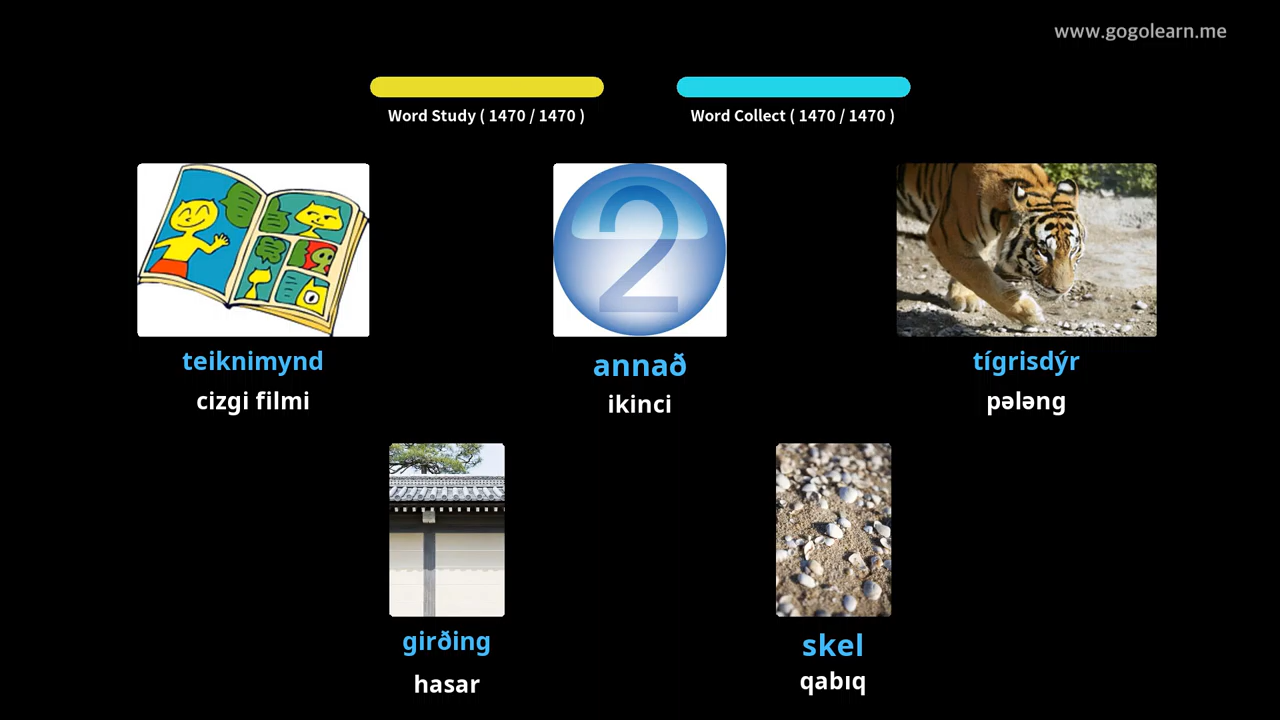 www.gogolearn.me
Word Study ( 1470 / 1470 )
Word Collect ( 1470 / 1470 )
2
teiknimynd
cizgi filmi
annað
ikinci
tígrisdýr
pələng
girðing
hasar
skel
qabıq